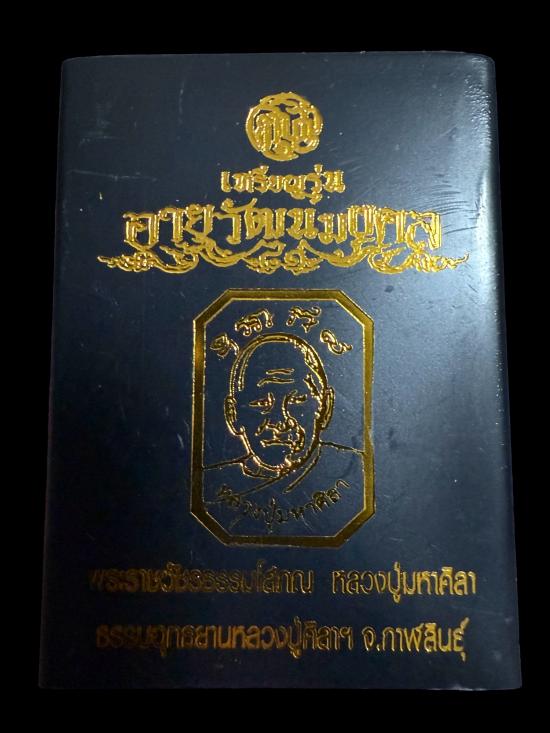 เหรียญรุ่น
อายุวัฒนมงคล
หลวงปู่มหาศิลา
พระราชวัชรธรรมโสภณ หลวงปู่มหาศิลา
ธรรมอุทยานหลวงปู่ศิลาฯ จ.กาฬสินธุ์